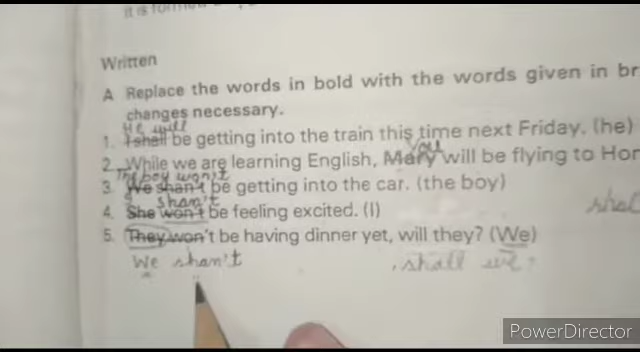 It is form
Written
A Replace the words in bold with the words given in br
changes necessary.
He will
1. I shall be getting into the train this time next Friday. (he)
you
2. While we are learning English, Mary will be flying to Hon
The boy won't
3. We shan't be getting into the car. (the boy)
shan't
4. She won't be feeling excited. (I)
shal
5. They won't be having dinner yet, will they? (We)
We shan't shall we?
PowerDirector